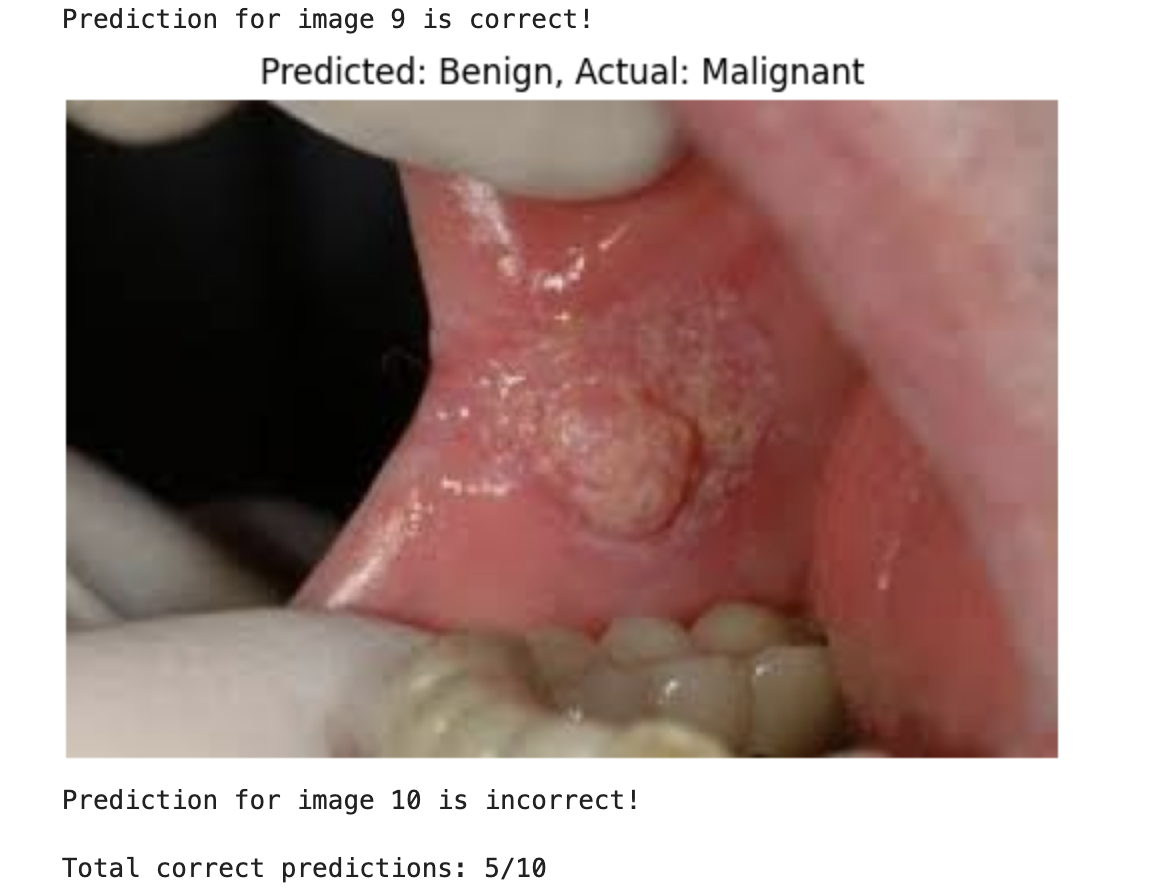 Prediction for image 9 is correct!
Predicted: Benign, Actual: Malignant
Prediction for image 10 is incorrect!
Total correct predictions: 5/10